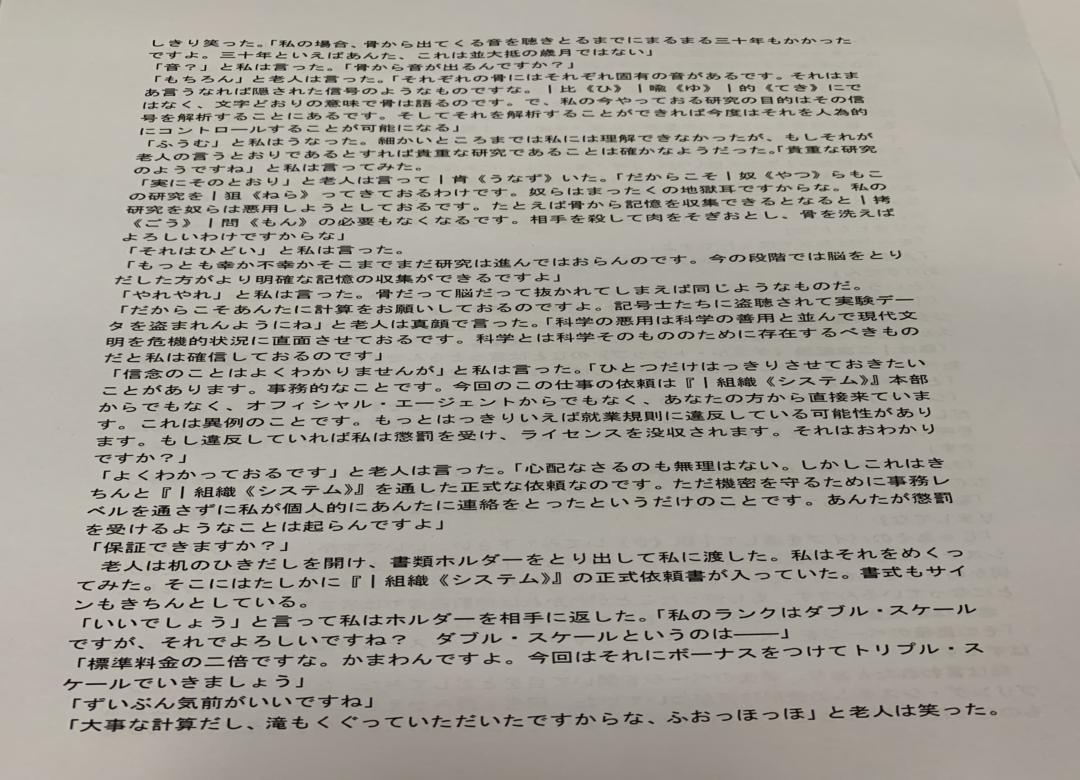 しきり笑った。「私の場合、骨から出てくる音を聴きとるまでにまるまる三十年もかかった
ですよ。三十年といえばあんた、これは並大抵の歳月ではない」
「音？」と私は言った。「骨から音が出るんですか？」
「もちろん」と老人は言った。「それぞれの骨にはそれぞれ固有の音があるです。それはま
あ言うなれば隠された信号のようなものですな。｜比《ひ》｜喩《ゆ》｜的《てき》にで
はなく、文字どおりの意味で骨は語るのです。で、私の今やっておる研究の目的はその信
号を解析することにあるです。そしてそれを解析することができれば今度はそれを人為的
にコントロールすることが可能になる」
「ふうむ」と私はうなった。細かいところまでは私には理解できなかったが、もしそれが
老人の言うとおりであるとすれば貴重な研究であることは確かなようだった。「貴重な研究
のようですね」と私は言ってみた。
「実にそのとおり」と老人は言って｜肯《うなず》いた。「だからこそ｜奴《やつ》らもこ
の研究を｜狙《ねら》ってきておるわけです。奴らはまったくの地獄耳ですからな。私の
研究を奴らは悪用しようとしておるです。たとえば骨から記憶を収集できるとなると｜拷
《ごう》｜問《もん》の必要もなくなるです。相手を殺して肉をそぎおとし、骨を洗えば
よろしいわけですからな」
「それはひどい」と私は言った。
「もっとも幸か不幸かそこまでまだ研究は進んではおらんのです。今の段階では脳をとり
だした方がより明確な記憶の収集ができるですよ」
「やれやれ」と私は言った。骨だって脳だって抜かれてしまえば同じようなものだ。
「だからこそあんたに計算をお願いしておるのですよ。記号士たちに盗聴されて実験デー
タを盗まれんようにね」と老人は真顔で言った。「科学の悪用は科学の善用と並んで現代文
明を危機的状況に直面させておるです。科学とは科学そのもののために存在するべきもの
だと私は確信しておるのです」
「信念のことはよくわかりませんが」と私は言った。「ひとつだけはっきりさせておきたい
ことがあります。事務的なことです。今回のこの仕事の依頼は『｜組織《システム》』本部
からでもなく、オフィシャル・エージェントからでもなく、あなたの方から直接来ていま
す。これは異例のことです。もっとはっきりいえば就業規則に違反している可能性があり
ます。もし違反していれば私は懲罰を受け、ライセンスを没収されます。それはおわかり
ですか？」
「よくわかっておるです」と老人は言った。「心配なさるのも無理はない。しかしこれはき
ちんと『｜組織《システム》』を通した正式な依頼なのです。ただ機密を守るために事務レ
ベルを通さずに私が個人的にあんたに連絡をとったというだけのことです。あんたが懲罰
を受けるようなことは起らんですよ」
「保証できますか？」
老人は机のひきだしを開け、書類ホルダーをとり出して私に渡した。私はそれをめくっ
てみた。そこにはたしかに『｜組織《システム》』の正式依頼書が入っていた。書式もサイ
ンもきちんとしている。
「いいでしょう」と言って私はホルダーを相手に返した。「私のランクはダブル・スケール
ですが、それでよろしいですね？　ダブル・スケールというのは――」
「標準料金の二倍ですな。かまわんですよ。今回はそれにボーナスをつけてトリプル・ス
ケールでいきましょう」
「ずいぶん気前がいいですね」
「大事な計算だし、滝もくぐっていただいたですからな、ふおっほっほ」と老人は笑った。